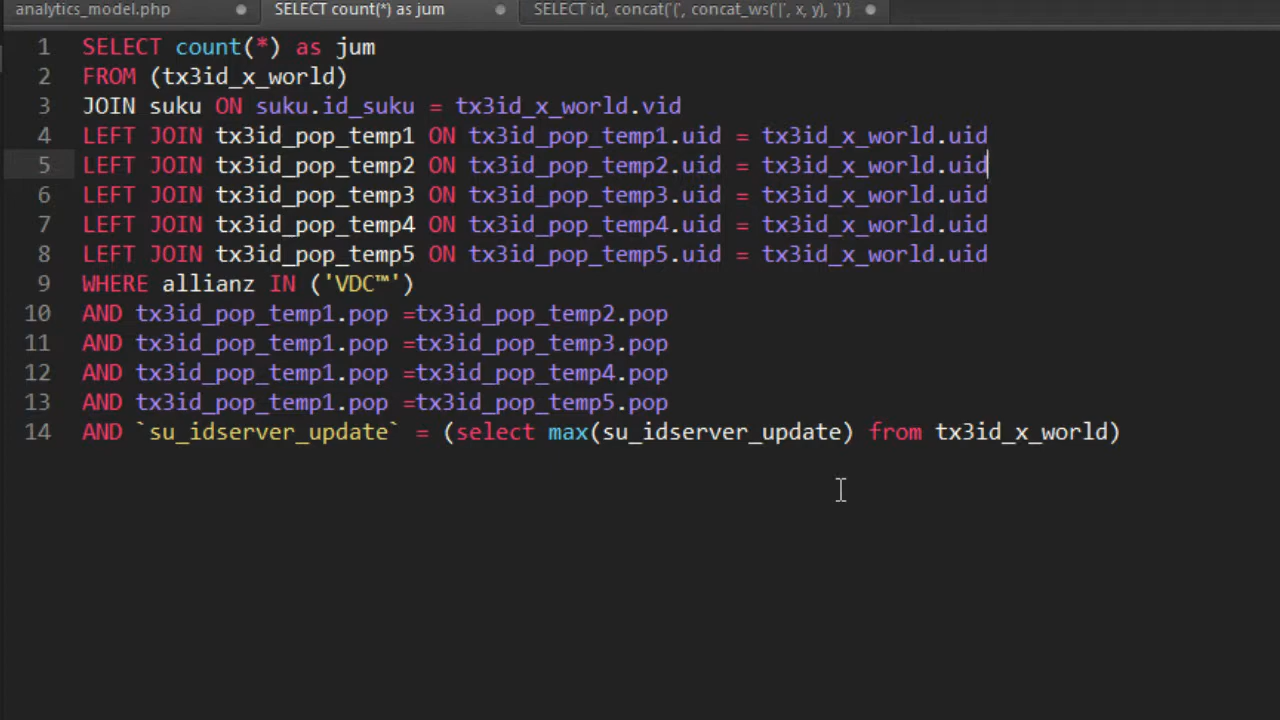 analytics_model.php SELECT count(*) as jum SELECT id, concat('(', concat_ws('|', x, y), ')')
1 SELECT count(*) as jum
2 FROM (tx3id_x_world)
3 JOIN suku ON suku.id_suku = tx3id_x_world.vid
4 LEFT JOIN tx3id_pop_temp1 ON tx3id_pop_temp1.uid = tx3id_x_world.uid
5 LEFT JOIN tx3id_pop_temp2 ON tx3id_pop_temp2.uid = tx3id_x_world.uid
6 LEFT JOIN tx3id_pop_temp3 ON tx3id_pop_temp3.uid = tx3id_x_world.uid
7 LEFT JOIN tx3id_pop_temp4 ON tx3id_pop_temp4.uid = tx3id_x_world.uid
8 LEFT JOIN tx3id_pop_temp5 ON tx3id_pop_temp5.uid = tx3id_x_world.uid
9 WHERE allianz IN ('VDC™')
10 AND tx3id_pop_temp1.pop =tx3id_pop_temp2.pop
11 AND tx3id_pop_temp1.pop =tx3id_pop_temp3.pop
12 AND tx3id_pop_temp1.pop =tx3id_pop_temp4.pop
13 AND tx3id_pop_temp1.pop =tx3id_pop_temp5.pop
14 AND `su_idserver_update` = (select max(su_idserver_update) from tx3id_x_world)